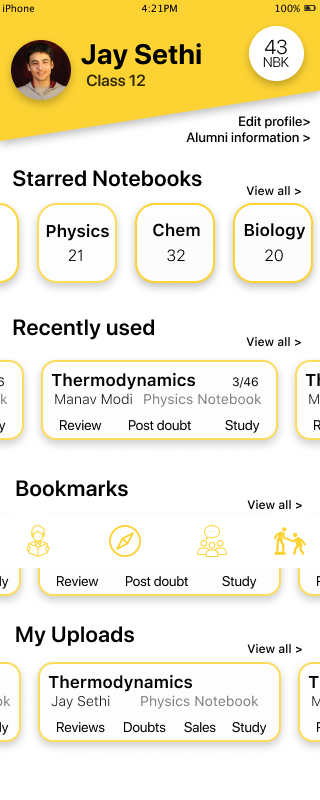 iPhone 4:21PM 100%
Jay Sethi
Class 12
43
NBK
Edit profile>
Alumni information >
Starred Notebooks
View all >
Physics Chem Biology
21 32 20
Recently used
View all >
Thermodynamics 3/46
Manav Modi Physics Notebook
Review Post doubt Study
Bookmarks
View all >
Review Post doubt Study
My Uploads
View all >
Thermodynamics
Jay Sethi Physics Notebook
Reviews Doubts Sales Study